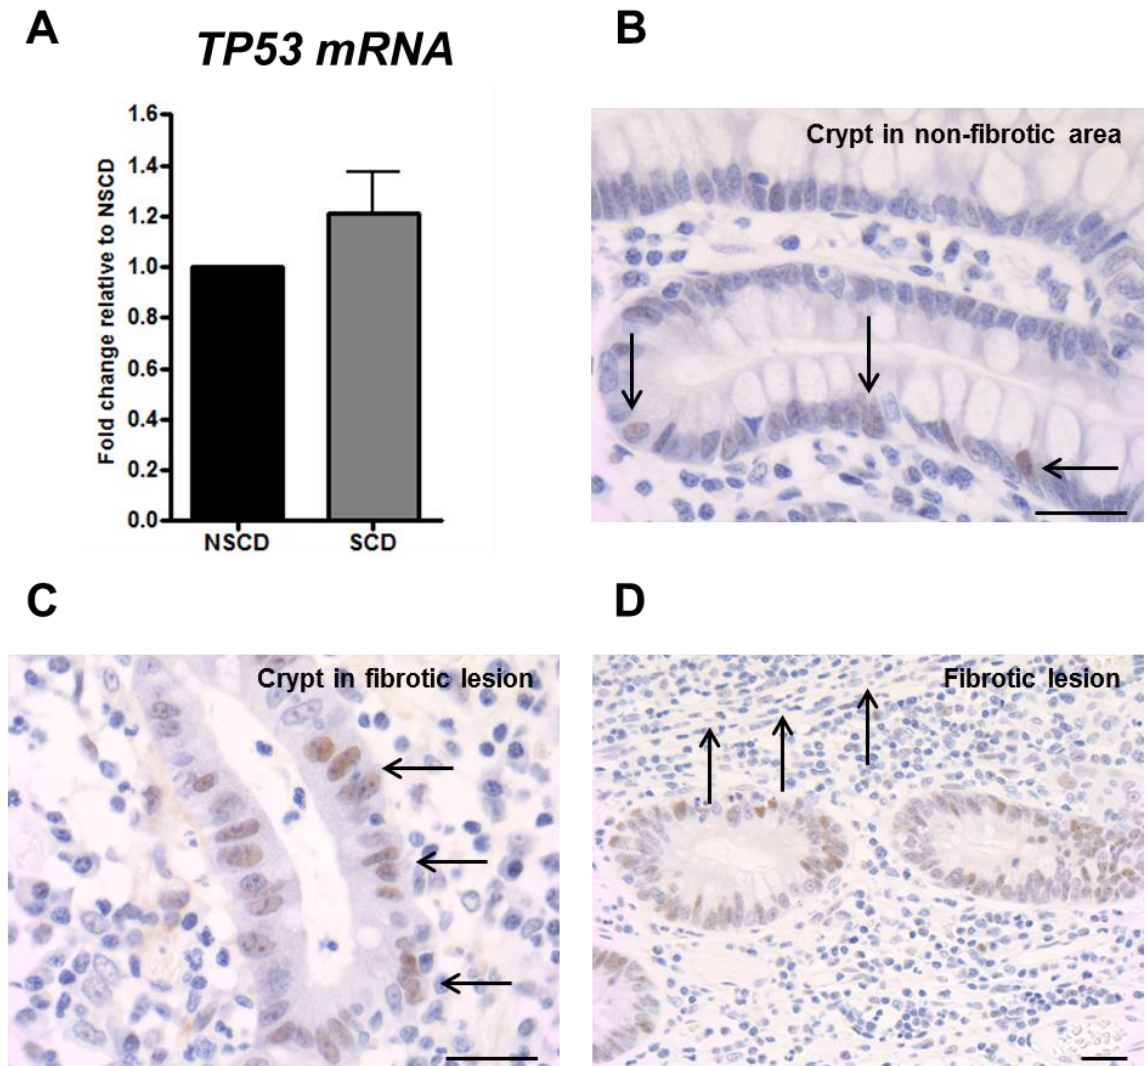 A
TP53 mRNA
Fold change relative to NSCD
1.6
1.4
1.2
1.0
0.8
0.6
0.4
0.2
0.0
NSCD SCD
B
Crypt in non-fibrotic area
C
Crypt in fibrotic lesion
D
Fibrotic lesion